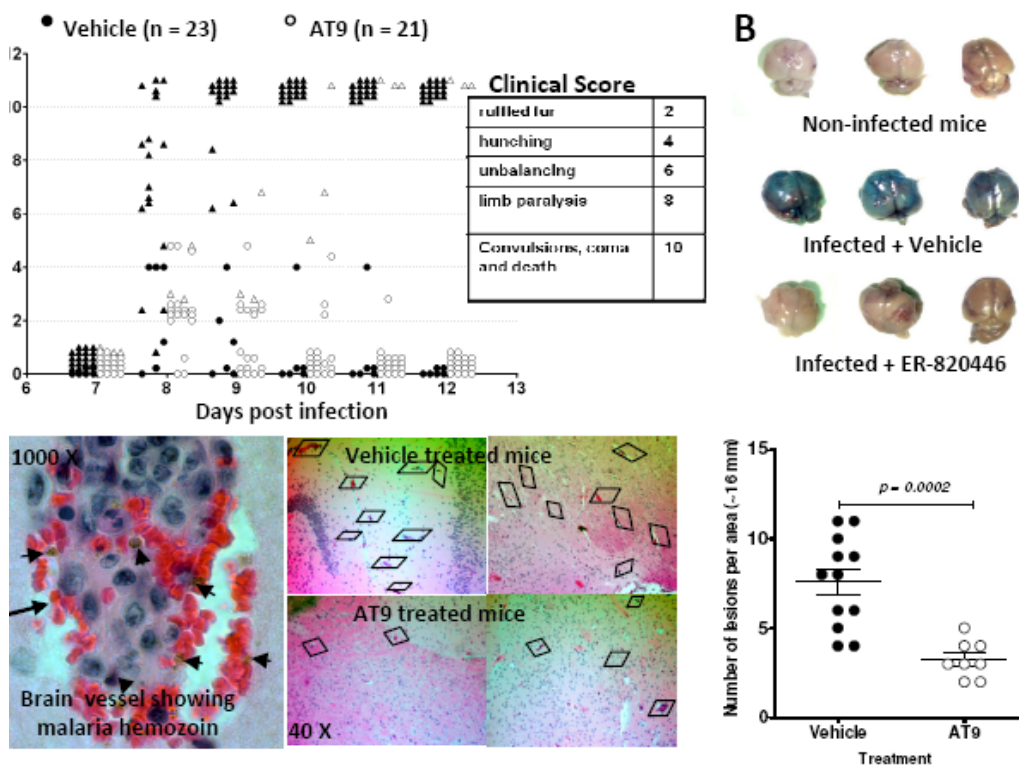 Vehicle (n = 23)
AT9 (n = 21)
12
10
8
6
4
2
0
6
7
8
9
10
11
12
13
Days post infection
Clinical Score
ruffled fur 2
hunching 4
unbalancing 6
limb paralysis 8
Convulsions, coma
and death 10
B
Non-infected mice
Infected + Vehicle
Infected + ER-820446
1000 X
Brain vessel showing
malaria hemozoin
Vehicle treated mice
AT9 treated mice
40 X
Number of lesions per area (~16 mm)
15
10
5
0
p = 0.0002
Vehicle
AT9
Treatment